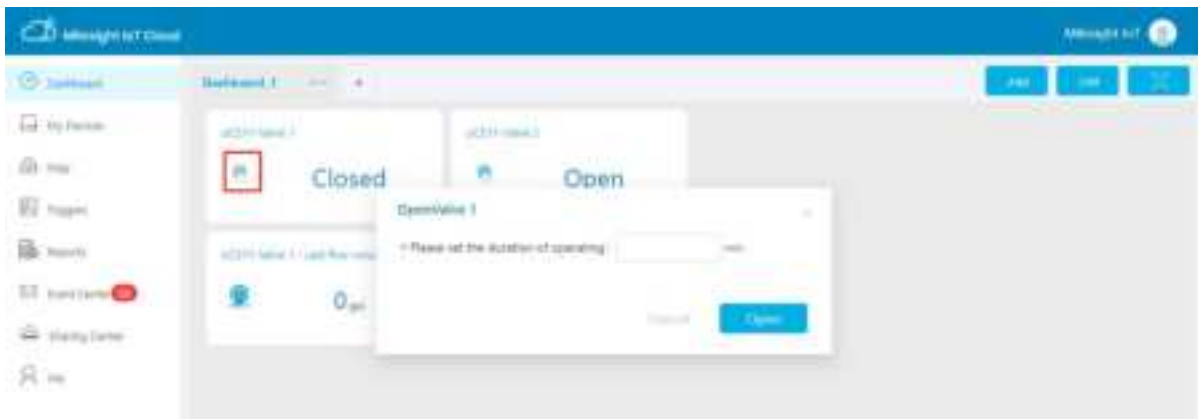 Milesight IoT Cloud
Milesight IoT
Dashboard
Dashboard 1
+
Add
Edit
My Devices
Map
Triggers
Reports
Event Center
Sharing Center
Me
Closed
Open
0 gal
Open Valve 1
* Please set the duration of operating
min
Cancel
Open